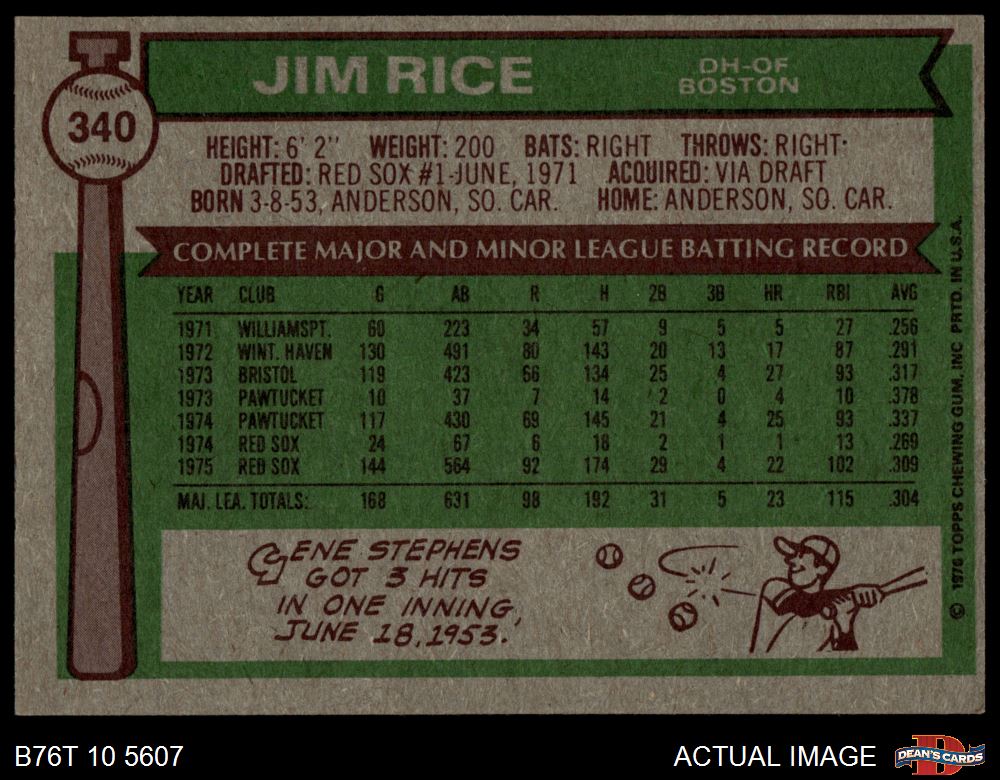 340
JIM RICE
DH-OF
BOSTON
HEIGHT: 6' 2" WEIGHT: 200 BATS: RIGHT THROWS: RIGHT
DRAFTED: RED SOX #1-JUNE, 1971 ACQUIRED: VIA DRAFT
BORN 3-8-53, ANDERSON, SO. CAR. HOME: ANDERSON, SO. CAR.
COMPLETE MAJOR AND MINOR LEAGUE BATTING RECORD
YEAR CLUB G AB R H 2B 3B HR RBI AVG
1971 WILLIAMSPT. 60 223 34 57 9 5 5 27 .256
1972 WINT. HAVEN 130 491 80 143 20 13 17 87 .291
1973 BRISTOL 119 423 66 134 25 4 27 93 .317
1973 PAWTUCKET 10 37 7 14 2 0 4 10 .378
1974 PAWTUCKET 117 430 69 145 21 4 25 93 .337
1974 RED SOX 24 67 6 18 2 1 1 13 .269
1975 RED SOX 144 564 92 174 29 4 22 102 .309
MAJ. LEA. TOTALS: 168 631 98 192 31 5 23 115 .304
GENE STEPHENS
GOT 3 HITS
IN ONE INNING,
JUNE 18, 1953.
© 1976 TOPPS CHEWING GUM, INC PRTD. IN U.S.A.
B76T 10 5607
ACTUAL IMAGE
DEAN'S CARDS